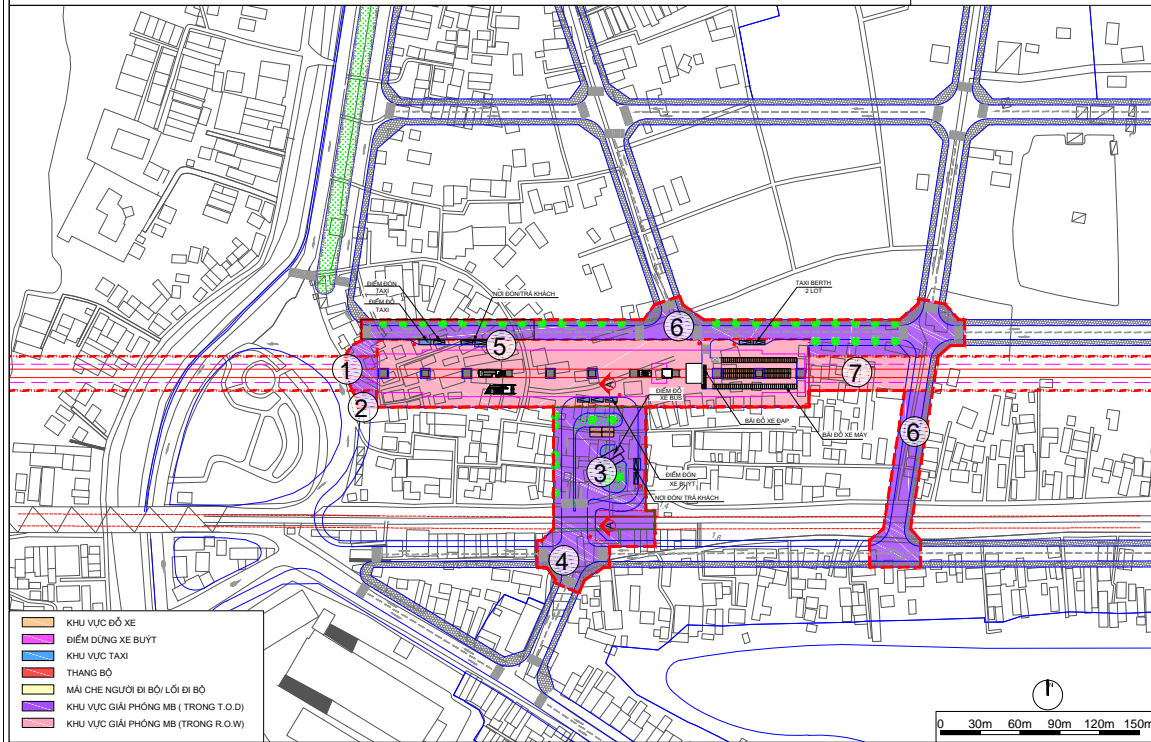 ĐIỂM ĐÓN
TAXI
ĐIỂM ĐỖ
TAXI
NƠI ĐÓN/TRẢ KHÁCH
TAXI BERTH
2 LOT
6
5
1
7
2
A
ĐIỂM ĐỖ
XE BUS
BÃI ĐỖ XE ĐẠP
BÃI ĐỖ XE MÁY
6
3
ĐIỂM ĐÓN
XE BUÝT
NƠI ĐÓN/ TRẢ KHÁCH
1,4
A
1,6
4
KHU VỰC ĐỖ XE
ĐIỂM DỪNG XE BUÝT
KHU VỰC TAXI
THANG BỘ
MÁI CHE NGƯỜI ĐI BỘ/ LỐI ĐI BỘ
KHU VỰC GIẢI PHÓNG MB ( TRONG T.O.D)
KHU VỰC GIẢI PHÓNG MB (TRONG R.O.W)
0 30m 60m 90m 120m 150m